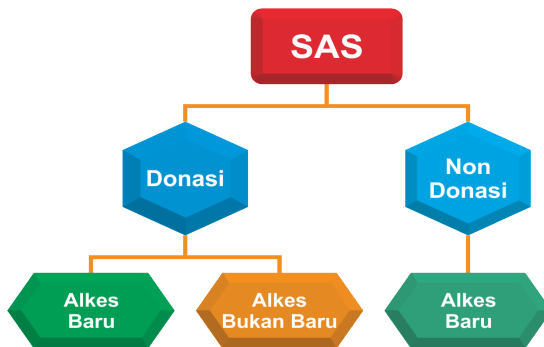 SAS
Donasi
Non
Donasi
Alkes
Baru
Alkes
Bukan Baru
Alkes
Baru